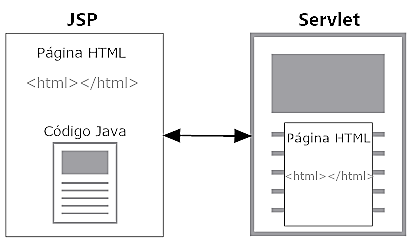 JSP
Página HTML
<html></html>
Código Java
Servlet
Página HTML
<html></html>